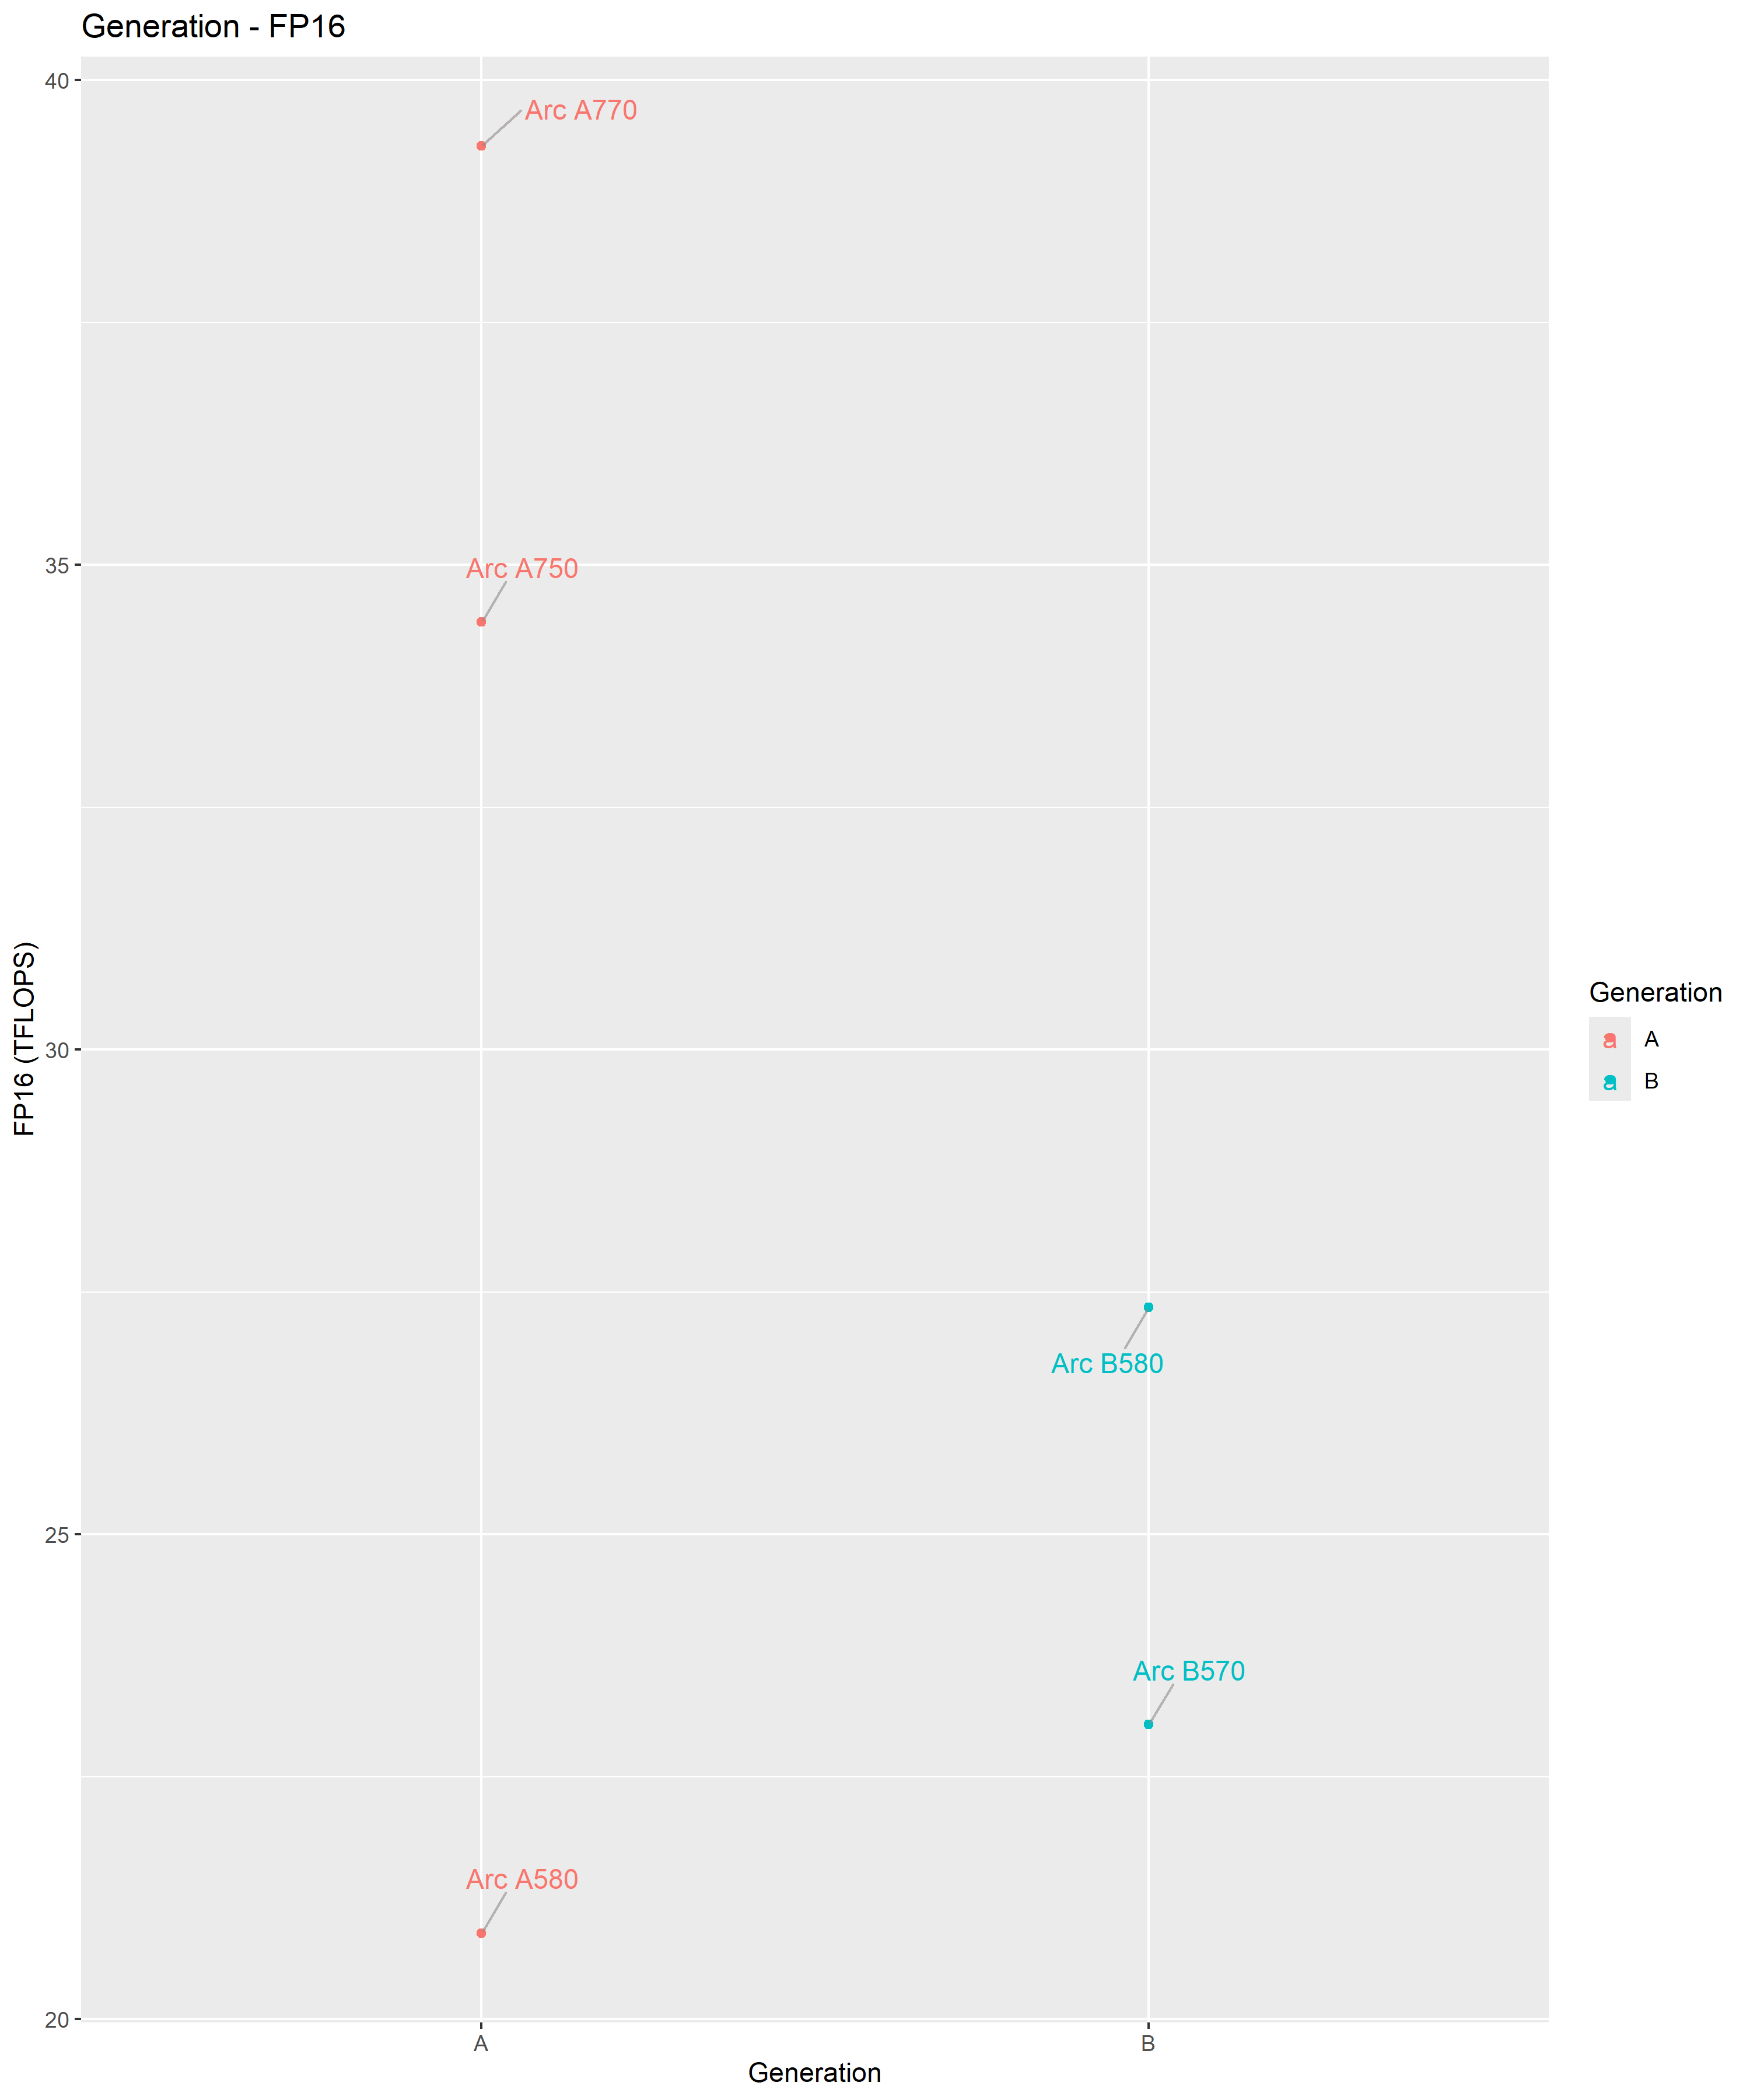 Generation - FP16
40
Arc A770
35
Arc A750
30
FP16 (TFLOPS)
Generation
a A
a B
Arc B580
25
Arc B570
Arc A580
20
A B
Generation